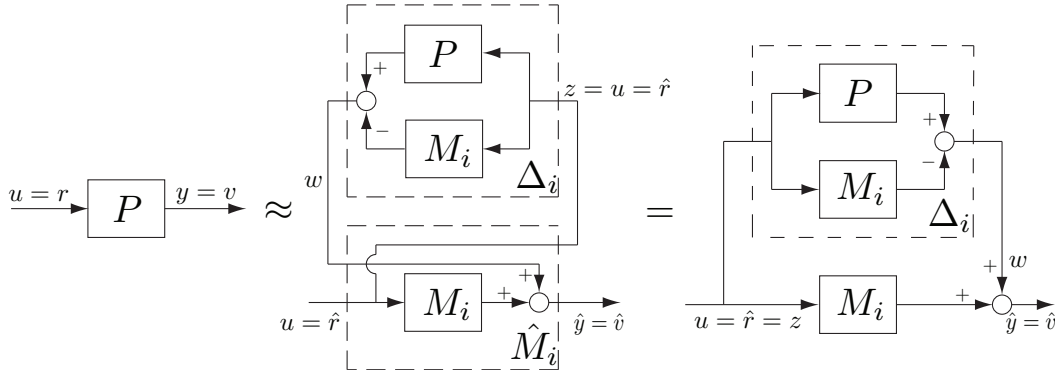 u = r
P
y = v
≈
P
+
−
M_i
Δ_i
z = u = r̂
w
+
M_i
+
u = r̂
ŷ = v̂
M̂_i
=
P
+
−
M_i
Δ_i
+
w
M_i
+
u = r̂ = z
ŷ = v̂